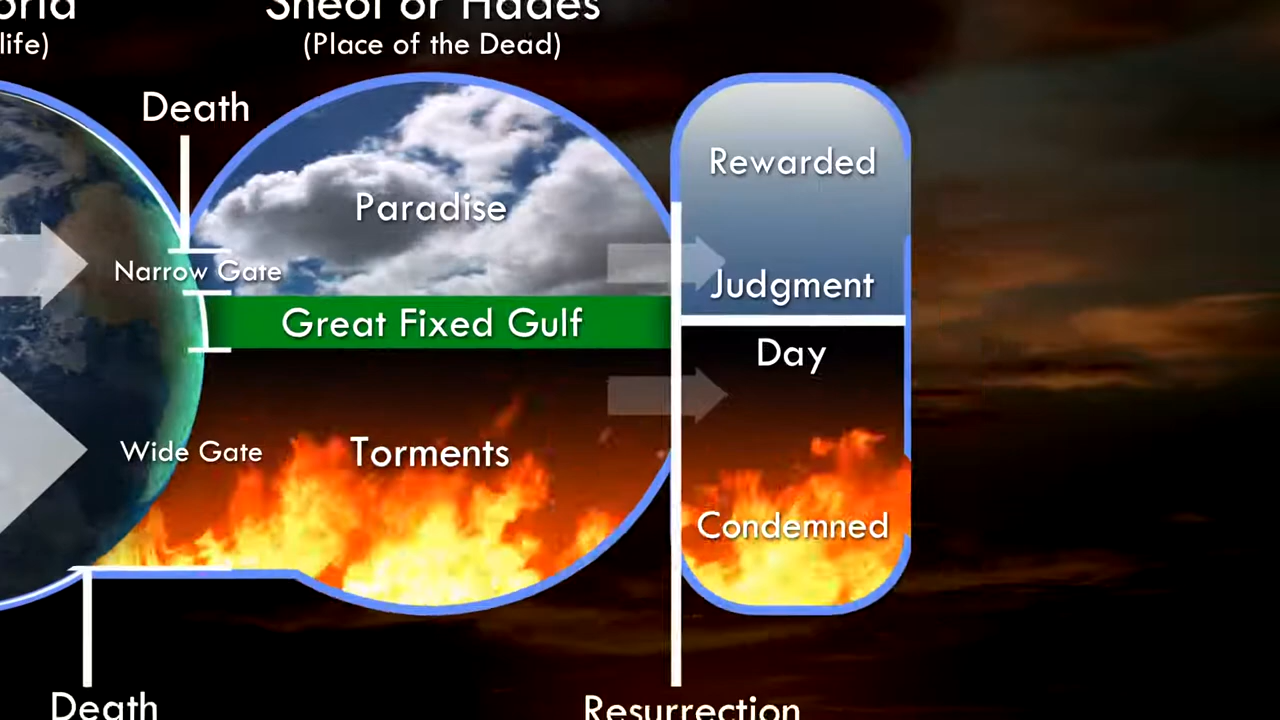 Sheol or Hades
life)
(Place of the Dead)
Death
Rewarded
Paradise
Narrow Gate
Judgment
Great Fixed Gulf
Day
Wide Gate
Torments
Condemned
Death
Resurrection